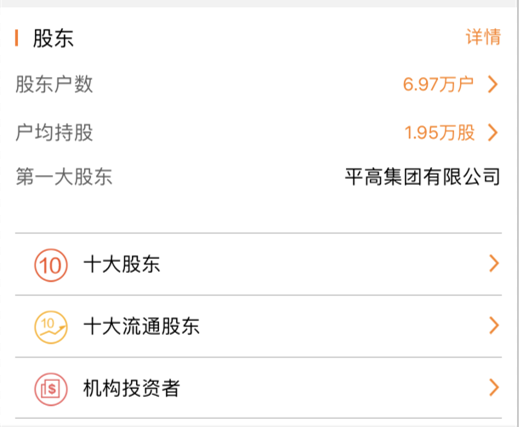 股东 详情
股东户数 6.97万户
户均持股 1.95万股
第一大股东 平高集团有限公司
10 十大股东
10 十大流通股东
$ 机构投资者